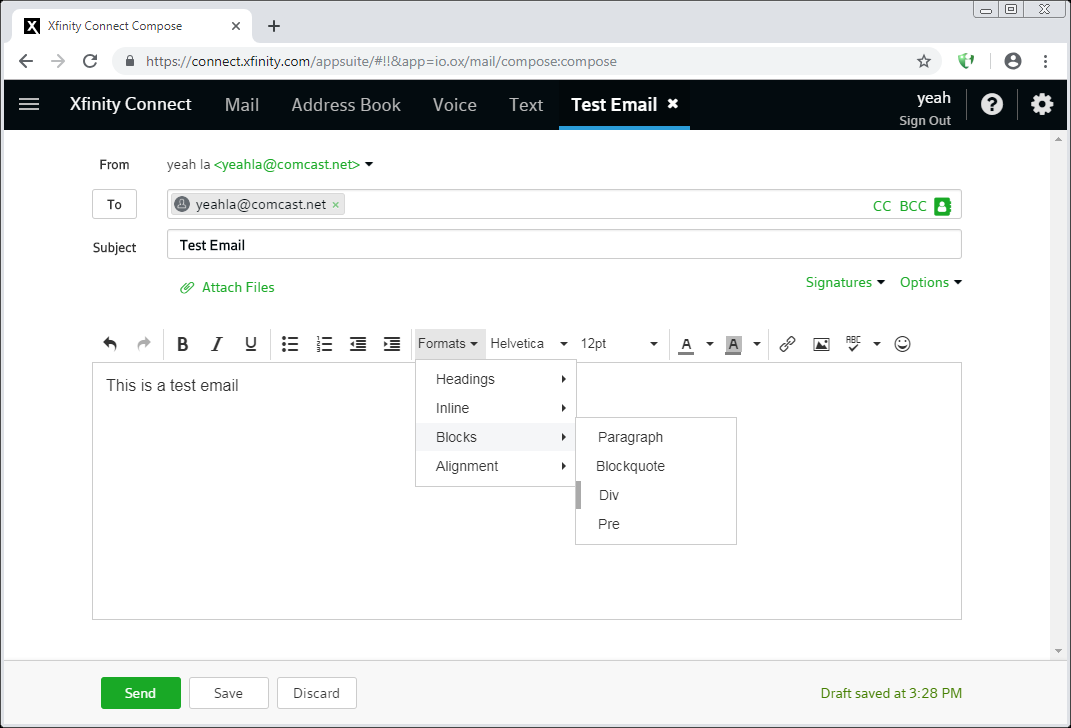 Xfinity Connect Compose
https://connect.xfinity.com/appsuite/#!!&app=io.ox/mail/compose:compose
Xfinity Connect Mail Address Book Voice Text Test Email yeah
Sign Out
From yeah la <yeahla@comcast.net>
To yeahla@comcast.net × CC BCC
Subject Test Email
Attach Files Signatures Options
B I U Formats Helvetica 12pt A A ABC
This is a test email
Headings
Inline
Blocks
Alignment
Paragraph
Blockquote
Div
Pre
Send Save Discard Draft saved at 3:28 PM